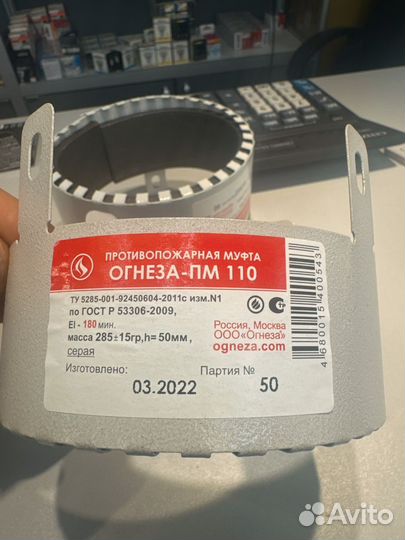 ПРОТИВОПОЖАРНАЯ МУФТА
ОГНЕЗА-ПМ 110
ТУ 5285-001-92450604-2011с изм.N1
по ГОСТ Р 53306-2009,
EI - 180 мин.
масса 285±15гр,h= 50мм,
серая
Россия, Москва
ООО«Огнеза»
ogneza.com
Изготовлено:
Партия №
03.2022
50
4680015400543
Avito